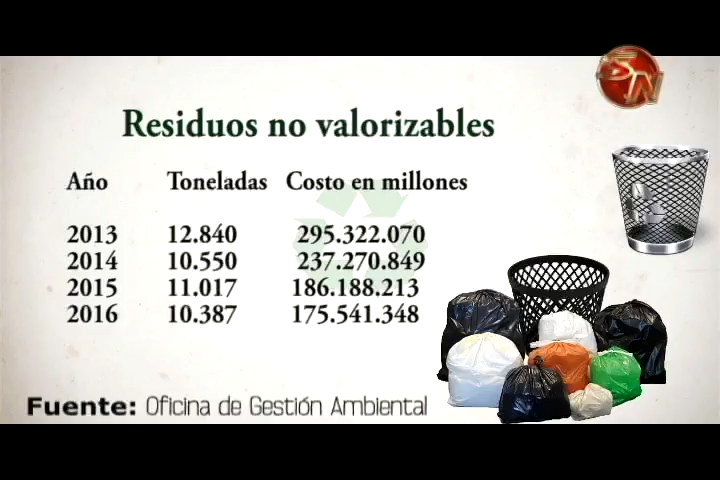 SN
Residuos no valorizables
Año Toneladas Costo en millones
2013 12.840 295.322.070
2014 10.550 237.270.849
2015 11.017 186.188.213
2016 10.387 175.541.348
Fuente: Oficina de Gestión Ambiental